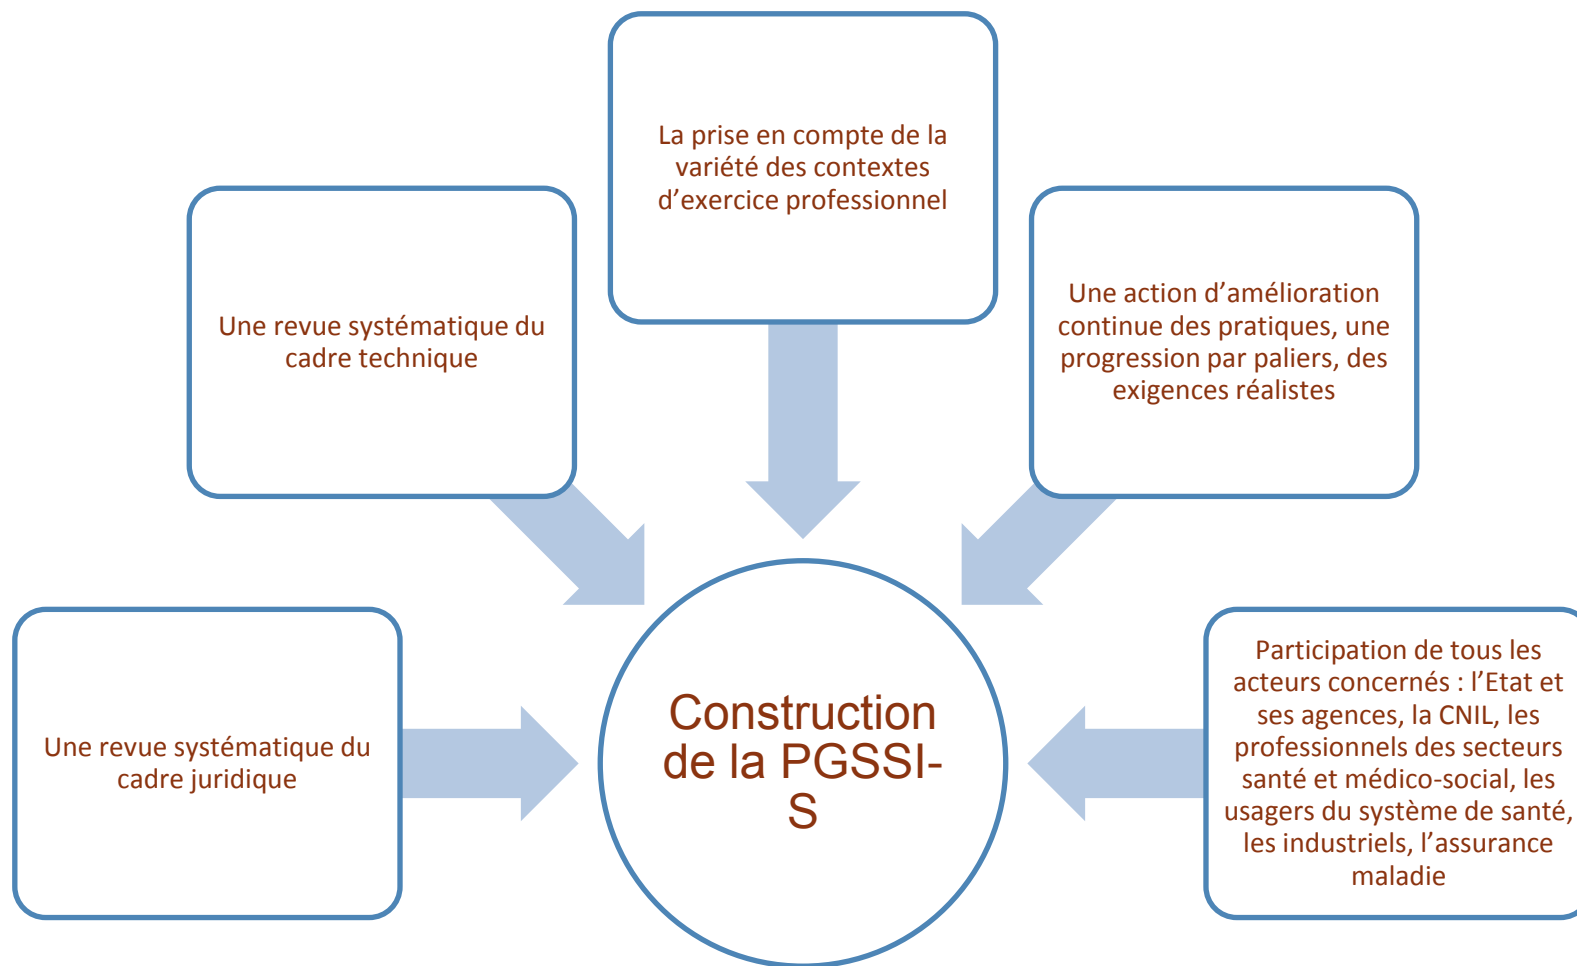 La prise en compte de la
variété des contextes
d’exercice professionnel
Une revue systématique du
cadre technique
Une action d’amélioration
continue des pratiques, une
progression par paliers, des
exigences réalistes
Une revue systématique du
cadre juridique
Construction
de la PGSSI-
S
Participation de tous les
acteurs concernés : l’Etat et
ses agences, la CNIL, les
professionnels des secteurs
santé et médico-social, les
usagers du système de santé,
les industriels, l’assurance
maladie